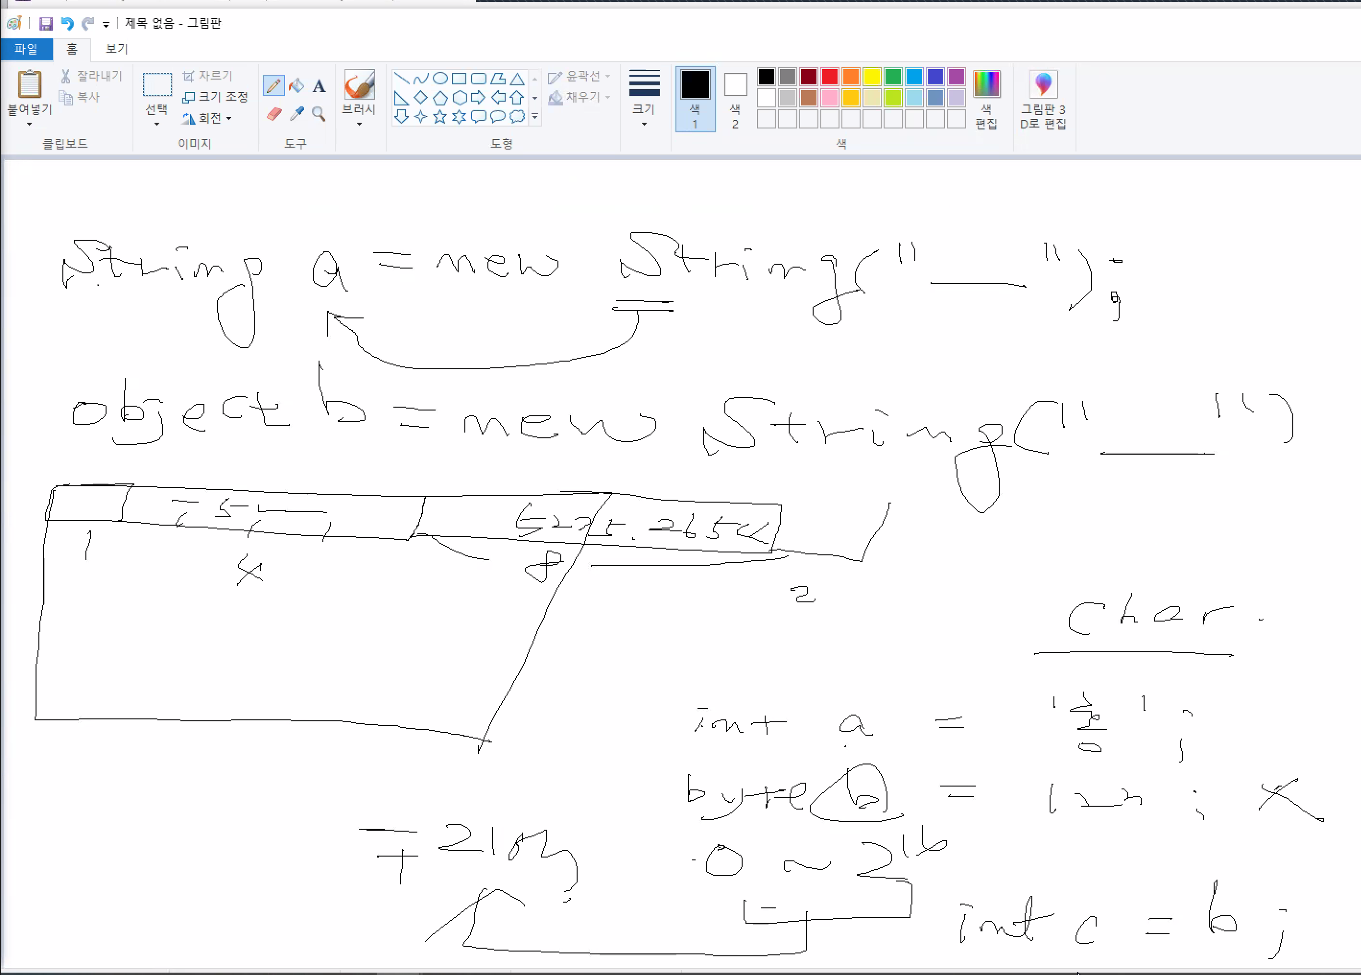 제목 없음 - 그림판
파일 홈 보기
붙여넣기 잘라내기 복사 클립보드
선택 자르기 크기 조정 회전 이미지
A 도구
브러시
윤곽선 채우기 도형
크기
색 1 색 2 색 편집 색
그림판 3D로 편집
String a = new String("___");
object b = new String("___")
1 4 8 2
char.
int a =
byte b =
0 ~ 2^16
int c = b;